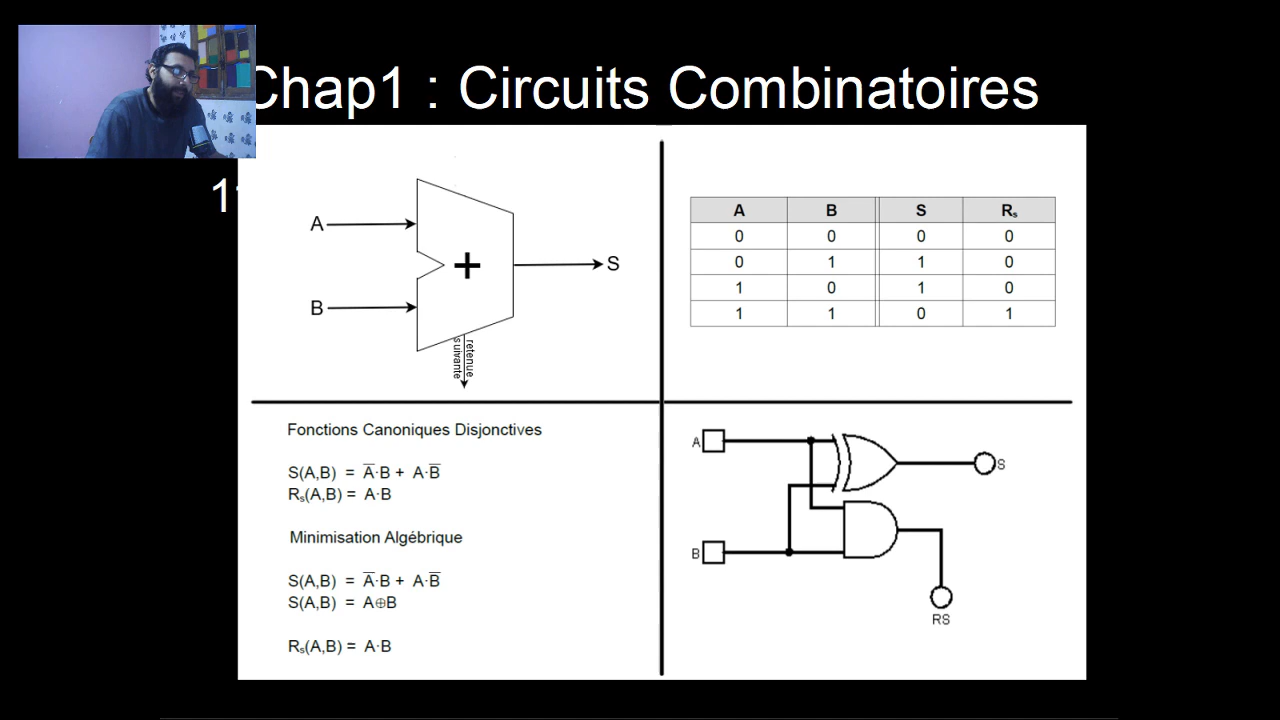 Chap1 : Circuits Combinatoires
1
A
B
+
S
retenue
suivante
A B S Rₛ
0 0 0 0
0 1 1 0
1 0 1 0
1 1 0 1
Fonctions Canoniques Disjonctives
S(A,B) = A̅·B + A·B̅
Rₛ(A,B) = A·B
Minimisation Algébrique
S(A,B) = A̅·B + A·B̅
S(A,B) = A⊕B
Rₛ(A,B) = A·B
A
B
S
RS